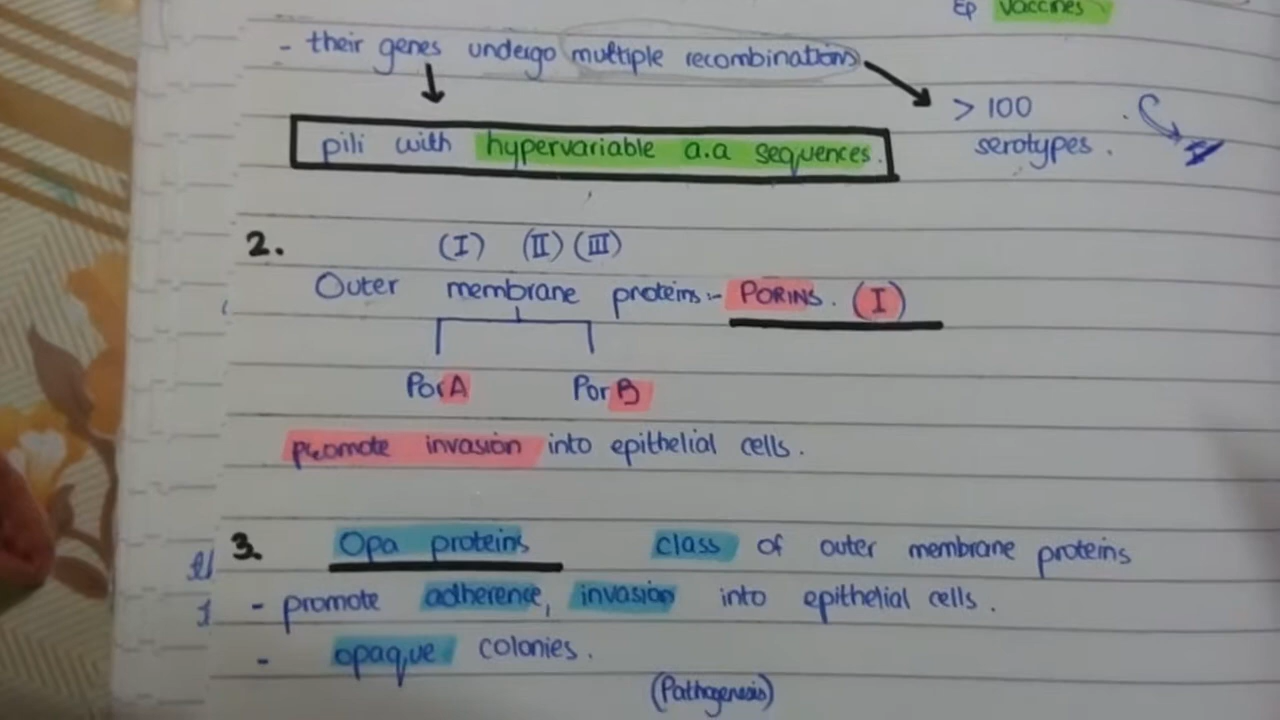 Ep vaccines
- their genes undergo multiple recombinations
> 100
serotypes.
pili with hypervariable a.a sequences.
2. (I) (II) (III)
Outer membrane proteins:- PORINS. (I)
PorA PorB
promote invasion into epithelial cells.
3. Opa proteins class of outer membrane proteins
- promote adherence, invasion into epithelial cells.
- opaque colonies.
(Pathogenesis)